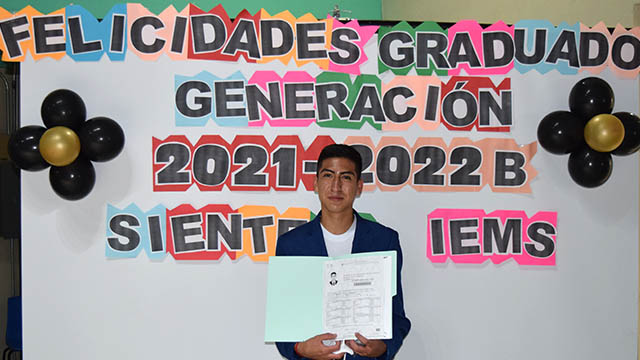 FELICIDADES GRADUADO
GENERACIÓN
2021-2022 B
SIENTE IEMS